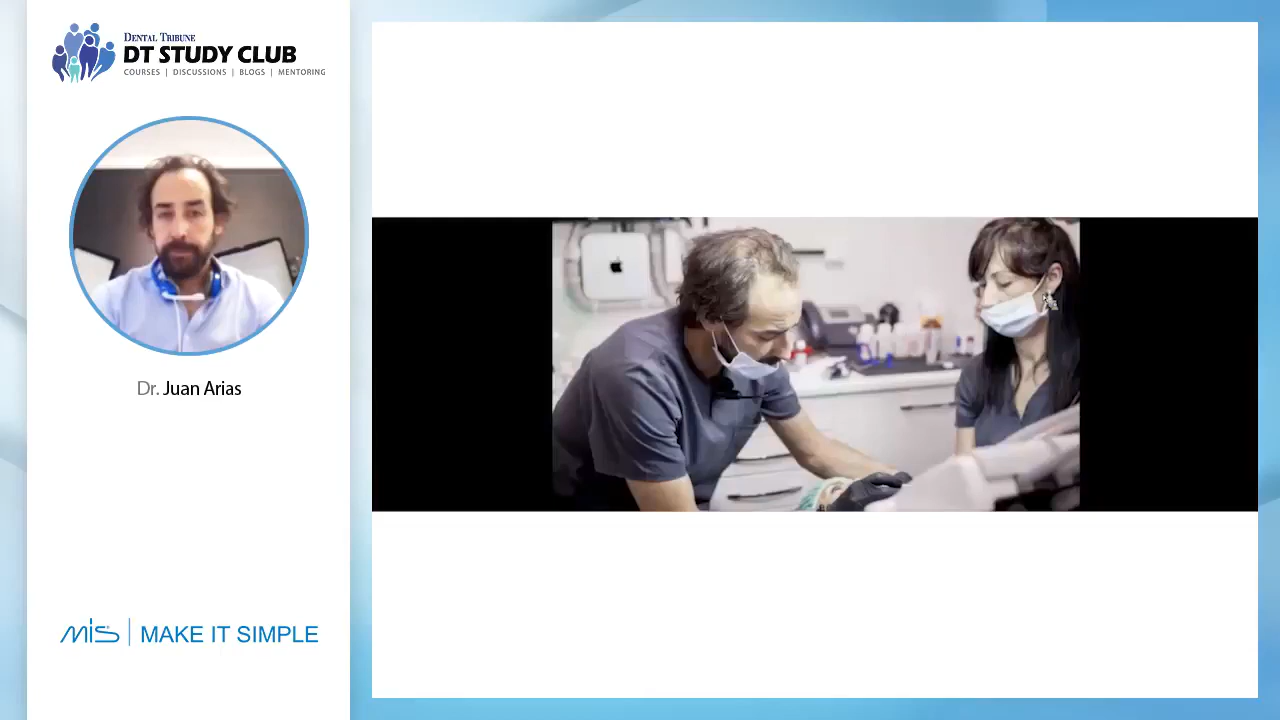 DENTAL TRIBUNE
DT STUDY CLUB
COURSES | DISCUSSIONS | BLOGS | MENTORING
Dr. Juan Arias
MIS | MAKE IT SIMPLE